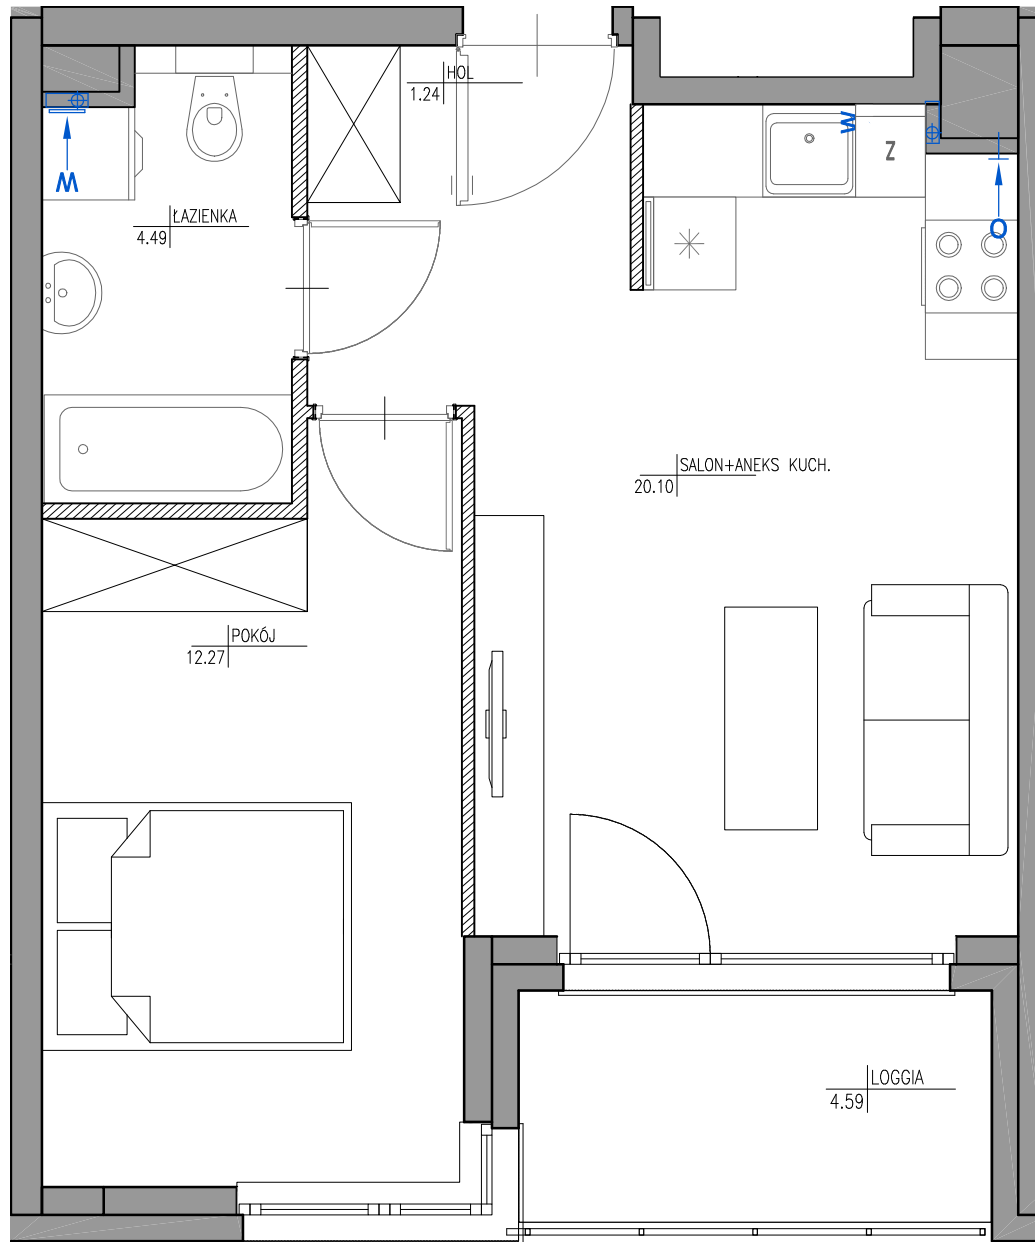 HOL
1.24
W
Z
W
ŁAZIENKA
4.49
O
SALON+ANEKS KUCH.
20.10
POKÓJ
12.27
LOGGIA
4.59